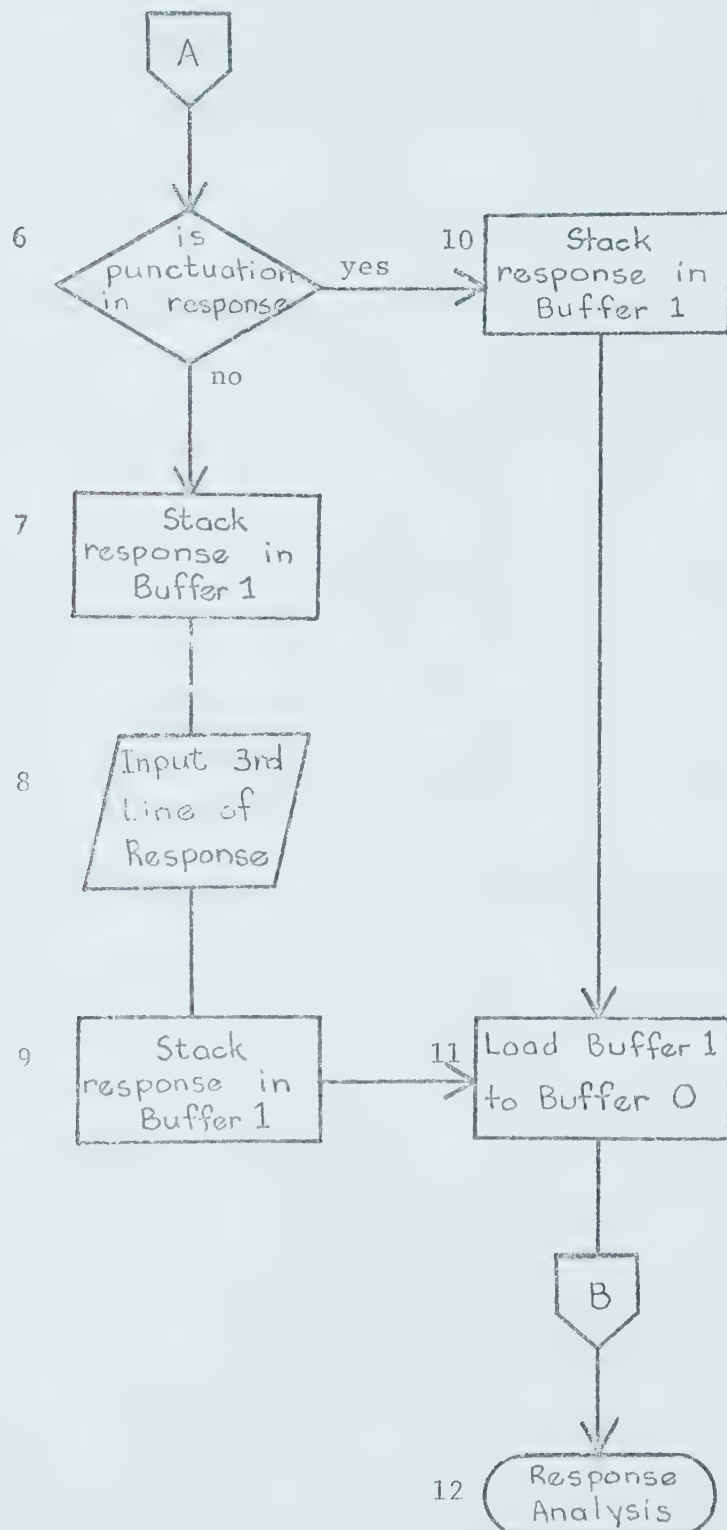 A
6
is
punctuation
in response
yes
no
10
Stack
response in
Buffer 1
7
Stack
response in
Buffer 1
8
Input 3rd
Line of
Response
9
Stack
response in
Buffer 1
11
Load Buffer 1
to Buffer 0
B
12
Response
Analysis